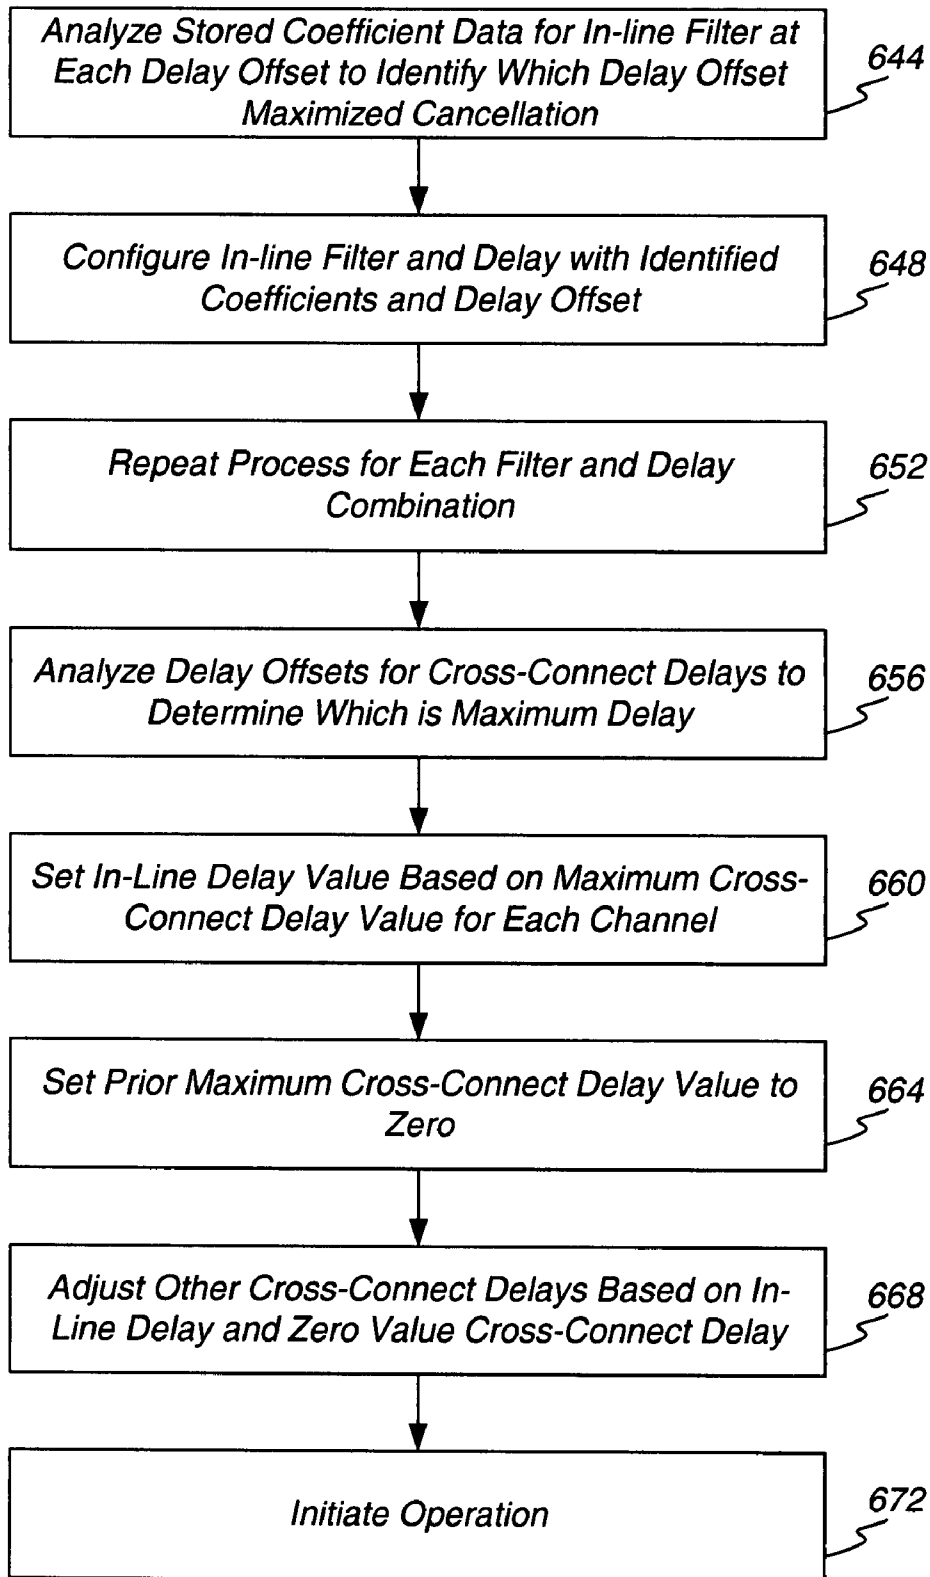 Analyze Stored Coefficient Data for In-line Filter at
Each Delay Offset to Identify Which Delay Offset
Maximized Cancellation
644
Configure In-line Filter and Delay with Identified
Coefficients and Delay Offset
648
Repeat Process for Each Filter and Delay
Combination
652
Analyze Delay Offsets for Cross-Connect Delays to
Determine Which is Maximum Delay
656
Set In-Line Delay Value Based on Maximum Cross-
Connect Delay Value for Each Channel
660
Set Prior Maximum Cross-Connect Delay Value to
Zero
664
Adjust Other Cross-Connect Delays Based on In-
Line Delay and Zero Value Cross-Connect Delay
668
Initiate Operation
672